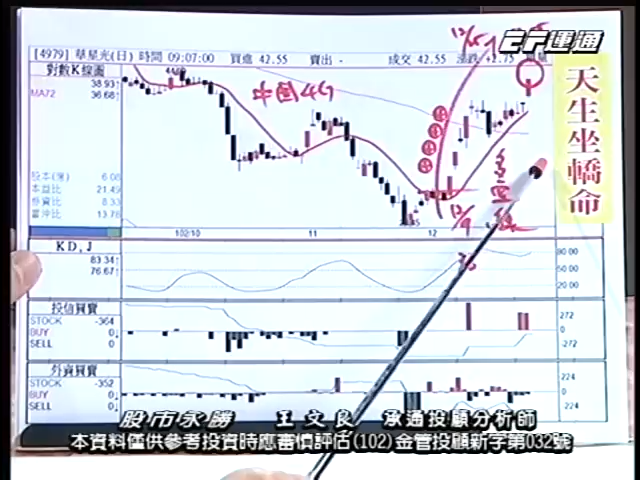 運通
[4979] 華星光(日) 時間 09:07:00 買進 42.55 賣出 - 成交 42.55 漲跌 +2.75
對數K線圖
38.93↑
MA72 36.68↑
中國4G
天生坐轎命
股本(億) 6.08
本益比 21.49
券資比 8.33
當沖比 13.78
12/9
多空線
102/10 11 12
KD,J
83.34↑
76.67↑
80.00
50.00
20.00
投信買賣
STOCK -364
BUY 0↓
SELL 0
272
0
-272
外資買賣
STOCK -352
BUY 0↓
SELL 0
224
0
-224
股市永勝 王文良 承通投顧分析師
本資料僅供參考投資時應審慎評估(102)金管投顧新字第032號